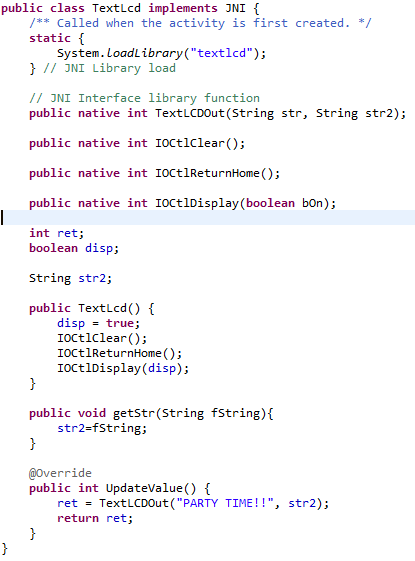 public class TextLcd implements JNI {
    /** Called when the activity is first created. */
    static {
        System.loadLibrary("textlcd");
    } // JNI Library load
    // JNI Interface library function
    public native int TextLCDOut(String str, String str2);
    public native int IOCtlClear();
    public native int IOCtlReturnHome();
    public native int IOCtlDisplay(boolean bOn);
    int ret;
    boolean disp;
    String str2;
    public TextLcd() {
        disp = true;
        IOCtlClear();
        IOCtlReturnHome();
        IOCtlDisplay(disp);
    }
    public void getStr(String fString){
        str2=fString;
    }
    @Override
    public int UpdateValue() {
        ret = TextLCDOut("PARTY TIME!!", str2);
        return ret;
    }
}